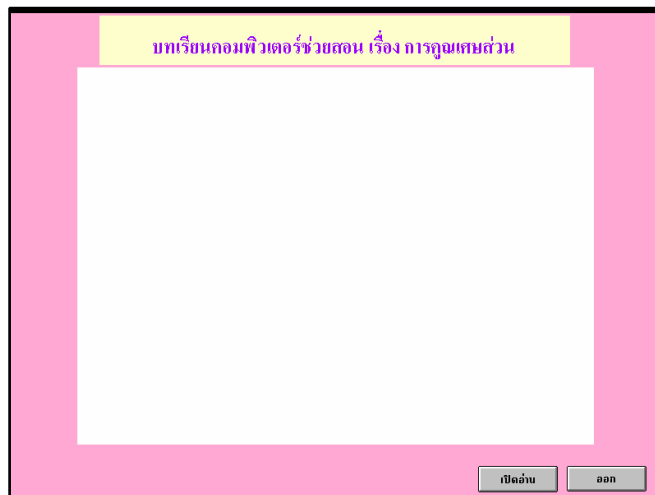 บทเรียนคอมพิวเตอร์ช่วยสอน เรื่อง การคูณเศษส่วน
เปิดอ่าน
ออก